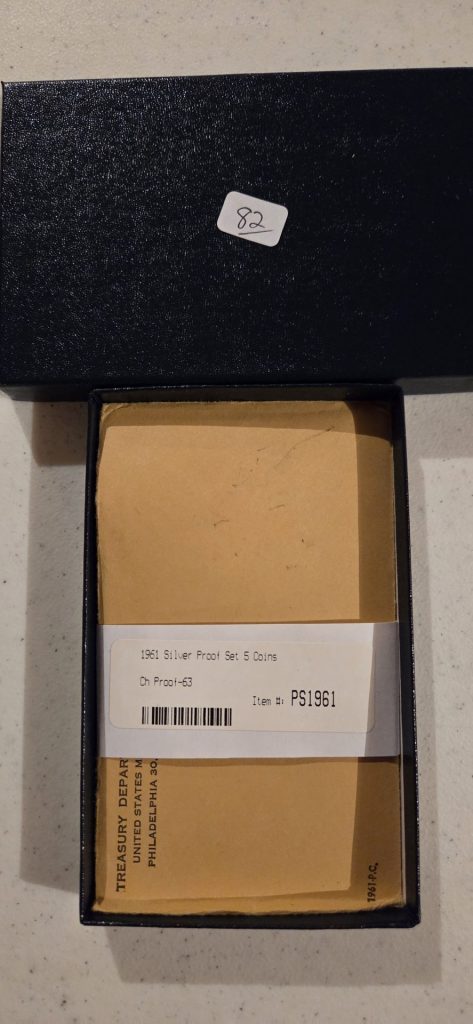 82
1961 Silver Proof Set 5 Coins
Ch Proof-63
Item #: PS1961
TREASURY DEPAR
UNITED STATES M
PHILADELPHIA 30,
1961-P.C.